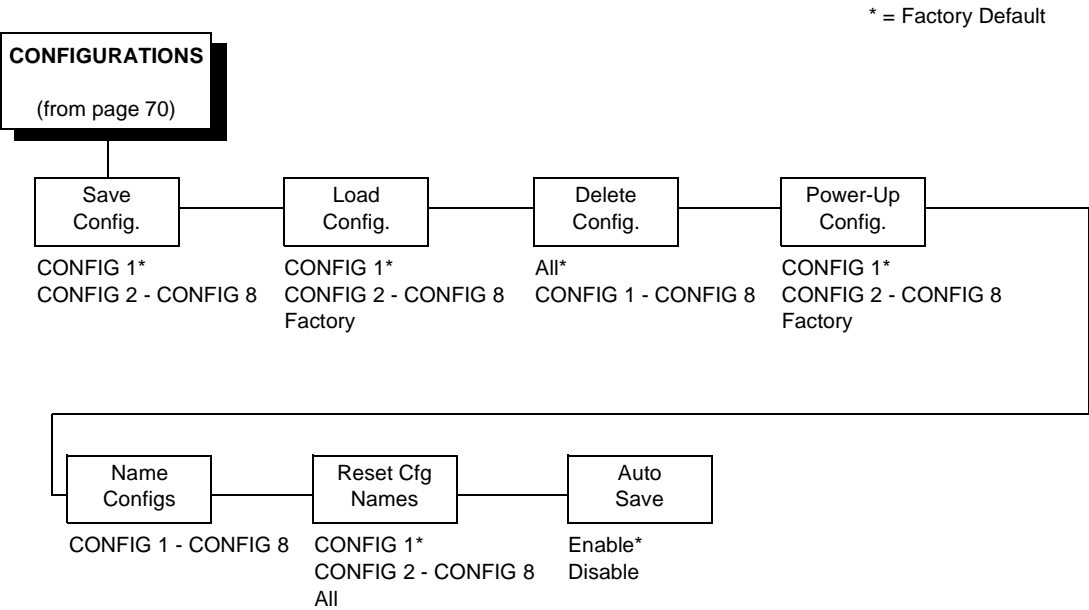 * = Factory Default
CONFIGURATIONS
(from page 70)
Save
Config.
CONFIG 1*
CONFIG 2 - CONFIG 8
Load
Config.
CONFIG 1*
CONFIG 2 - CONFIG 8
Factory
Delete
Config.
All*
CONFIG 1 - CONFIG 8
Power-Up
Config.
CONFIG 1*
CONFIG 2 - CONFIG 8
Factory
Name
Configs
CONFIG 1 - CONFIG 8
Reset Cfg
Names
CONFIG 1*
CONFIG 2 - CONFIG 8
All
Auto
Save
Enable*
Disable